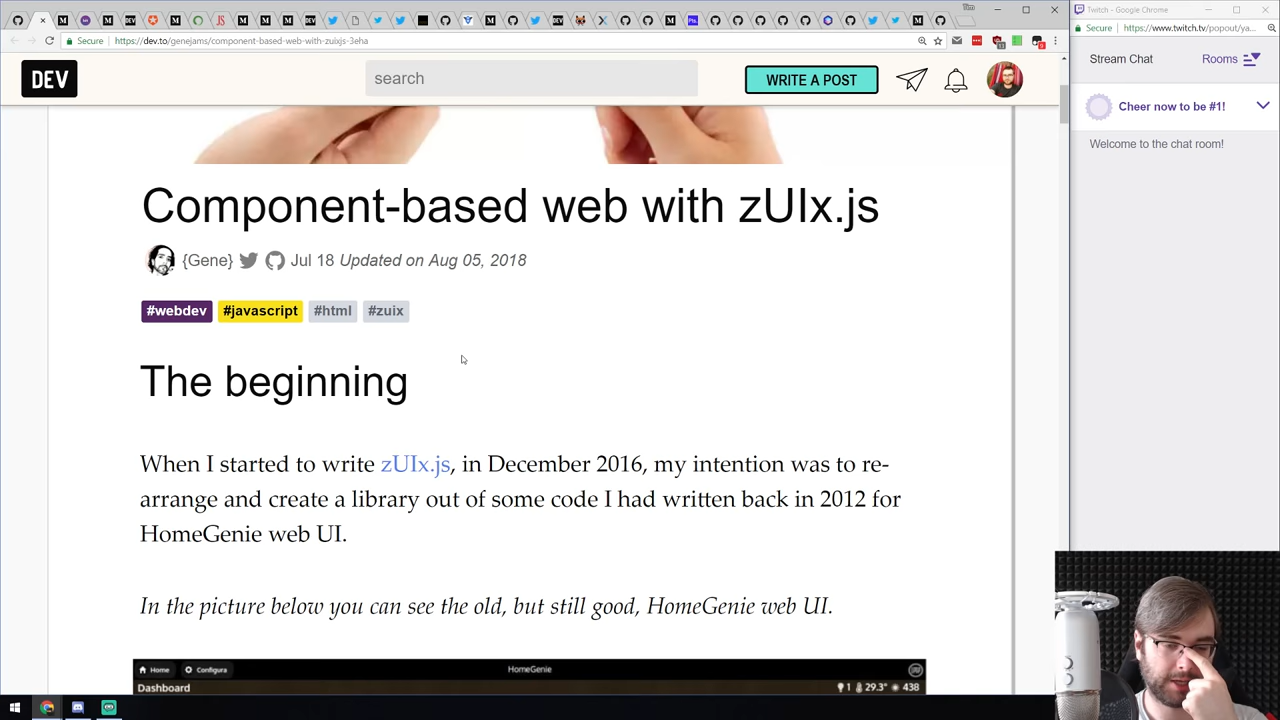 Tim
Twitch - Google Chrome
Secure
https://dev.to/genejams/component-based-web-with-zuixjs-3eha
Secure
https://www.twitch.tv/popout/ya...
DEV
search
WRITE A POST
Stream Chat
Rooms
Cheer now to be #1!
Welcome to the chat room!
Component-based web with zUIx.js
{Gene} Jul 18 Updated on Aug 05, 2018
#webdev #javascript #html #zuix
The beginning
When I started to write zUIx.js, in December 2016, my intention was to re-
arrange and create a library out of some code I had written back in 2012 for
HomeGenie web UI.
In the picture below you can see the old, but still good, HomeGenie web UI.
Home Configura HomeGenie
Dashboard 1 29.3° 438